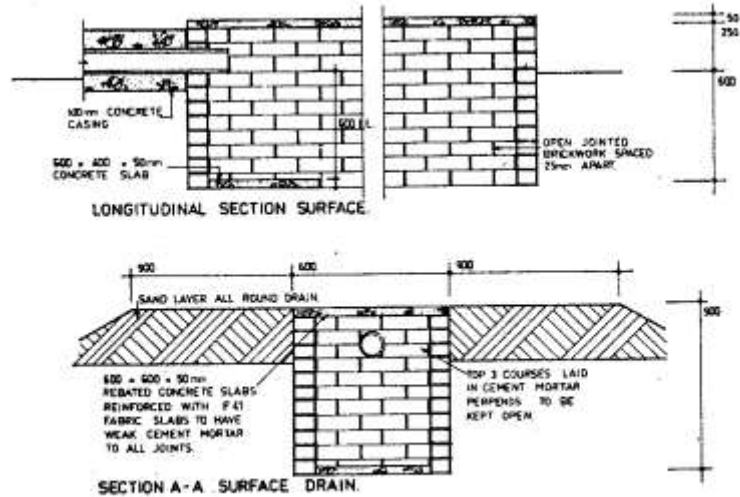 50
250
600
100mm CONCRETE
CASING
600 I.L.
600 × 400 × 50mm
CONCRETE SLAB
OPEN JOINTED
BRICKWORK SPACED
25mm APART.
LONGITUDINAL SECTION SURFACE.
900
600
900
SAND LAYER ALL ROUND DRAIN.
900
600 × 600 × 50mm
REBATED CONCRETE SLABS
REINFORCED WITH F41
FABRIC SLABS TO HAVE
WEAK CEMENT MORTAR
TO ALL JOINTS.
TOP 3 COURSES LAID
IN CEMENT MORTAR
PERPENDS TO BE
KEPT OPEN.
SECTION A-A SURFACE DRAIN.